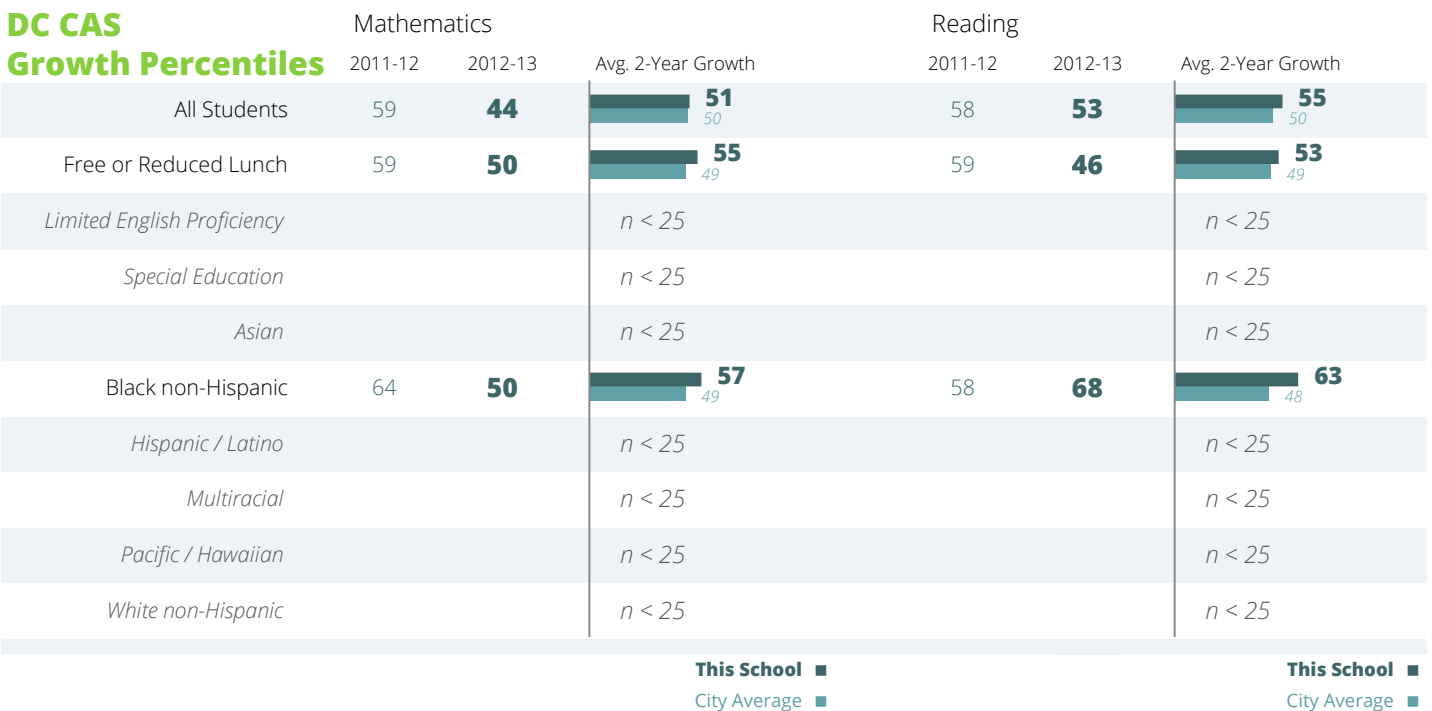 DC CAS Mathematics Reading
Growth Percentiles 2011-12 2012-13 Avg. 2-Year Growth 2011-12 2012-13 Avg. 2-Year Growth
All Students 59 44 51 50 58 53 55 50
Free or Reduced Lunch 59 50 55 49 59 46 53 49
Limited English Proficiency n < 25 n < 25
Special Education n < 25 n < 25
Asian n < 25 n < 25
Black non-Hispanic 64 50 57 49 58 68 63 48
Hispanic / Latino n < 25 n < 25
Multiracial n < 25 n < 25
Pacific / Hawaiian n < 25 n < 25
White non-Hispanic n < 25 n < 25
This School This School
City Average City Average